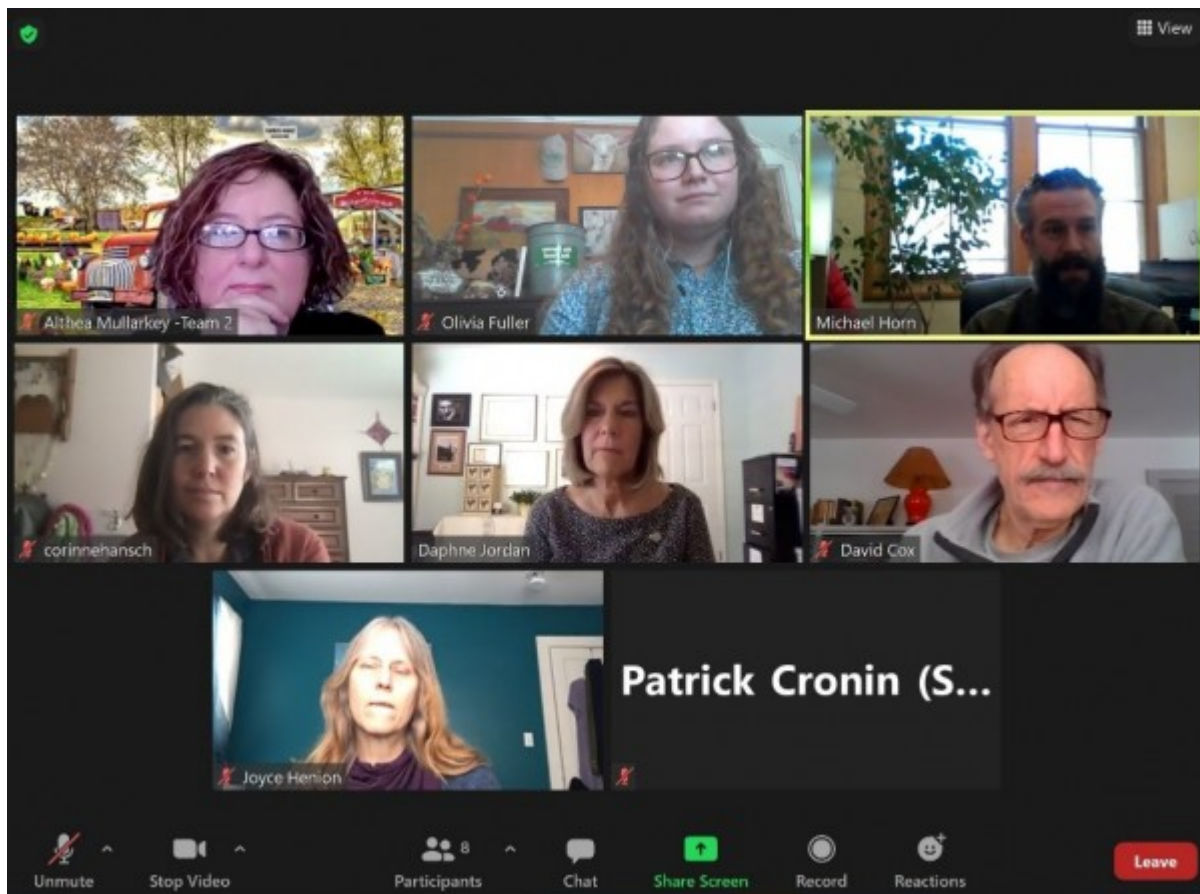 View
Althea Mullarkey -Team 2
Olivia Fuller
Michael Horn
corinnehansch
Daphne Jordan
David Cox
Joyce Henion
Patrick Cronin (S...
8
Unmute
Stop Video
Participants
Chat
Share Screen
Record
Reactions
Leave